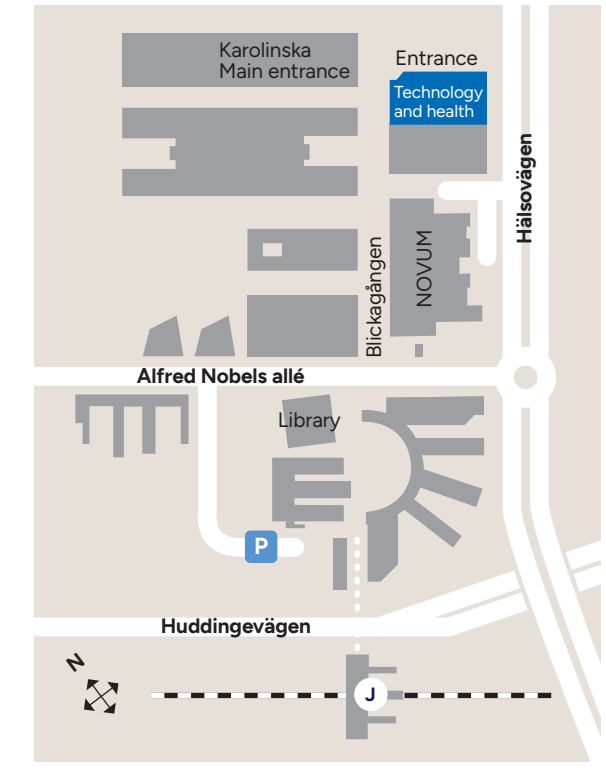 Karolinska
Main entrance
Entrance
Technology
and health
Hälsovägen
NOVUM
Blickagången
Alfred Nobels allé
Library
P
Huddingevägen
N
J